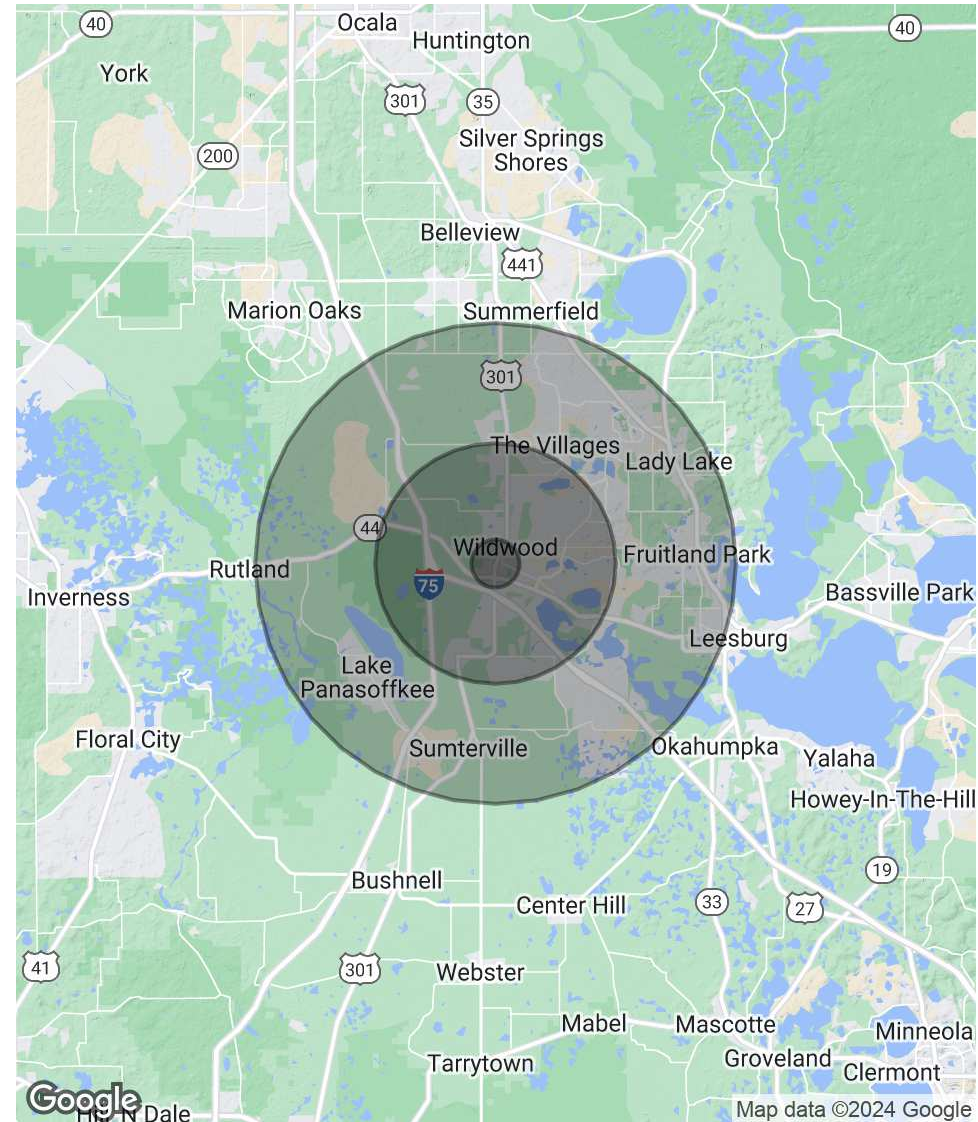 Ocala
40
40
Huntington
York
301
35
Silver Springs
Shores
200
Belleview
441
Marion Oaks
Summerfield
301
The Villages
Lady Lake
44
Wildwood
Fruitland Park
Rutland
75
Inverness
Bassville Park
Leesburg
Lake
Panasoffkee
Floral City
Sumterville
Okahumpka
Yalaha
Howey-In-The-Hill
19
Bushnell
33
27
Center Hill
41
301
Webster
Mabel
Mascotte
Minneola
Groveland
Tarrytown
Clermont
Google
Hill N Dale
Map data ©2024 Google